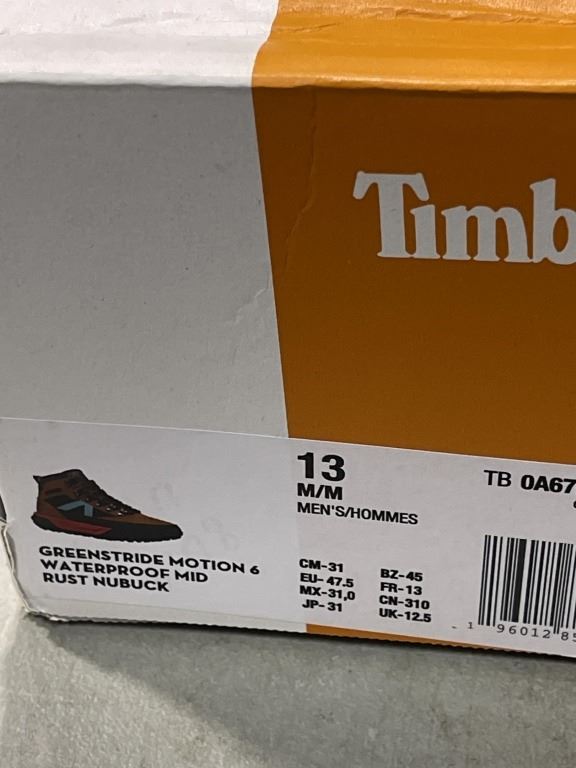 Timb
13
M/M
MEN'S/HOMMES
TB 0A67
GREENSTRIDE MOTION 6
WATERPROOF MID
RUST NUBUCK
CM-31
EU- 47.5
MX-31,0
JP- 31
BZ-45
FR-13
CN-310
UK-12.5
1 96012 85